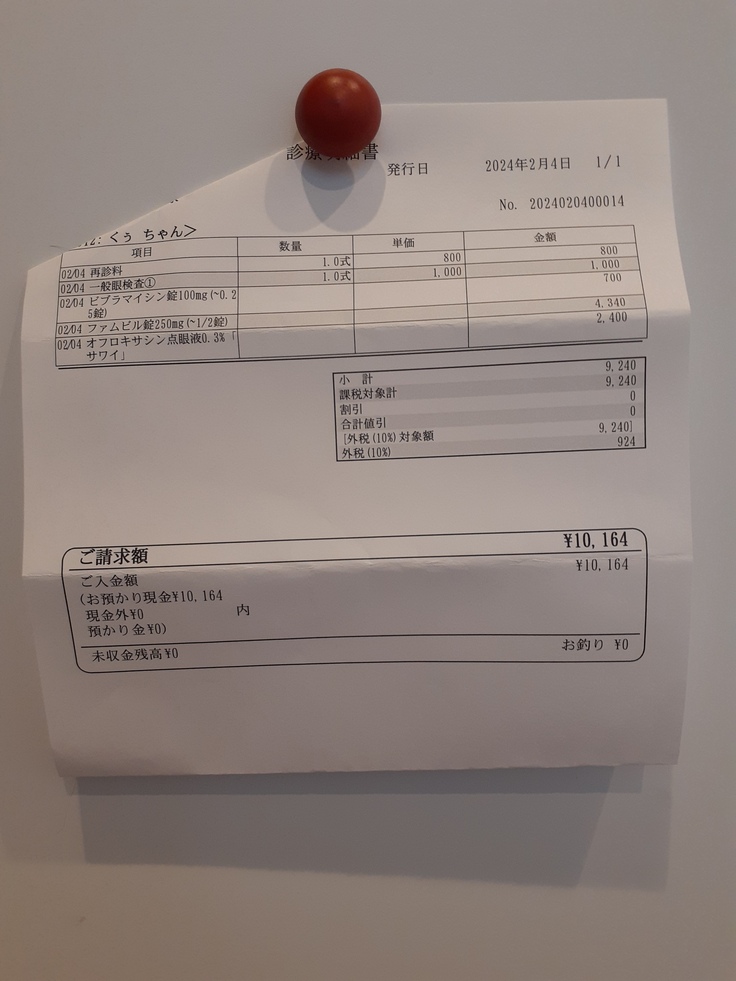 診療明細書
発行日 2024年2月4日 1/1
No. 2024020400014
くぅ ちゃん>
項目 数量 単価 金額
02/04 再診料 1.0式 800 800
02/04 一般眼検査① 1.0式 1,000 1,000
02/04 ビブラマイシン錠100mg(~0.2 700
5錠)
02/04 ファムビル錠250mg(~1/2錠) 4,340
02/04 オフロキサシン点眼液0.3%「 2,400
サワイ」
小 計 9,240
課税対象計 9,240
割引 0
合計値引 0
[外税(10%)対象額 9,240]
外税(10%) 924
ご請求額 ¥10,164
ご入金額 ¥10,164
(お預かり現金¥10,164
現金外¥0 内
預かり金¥0)
未収金残高¥0 お釣り ¥0